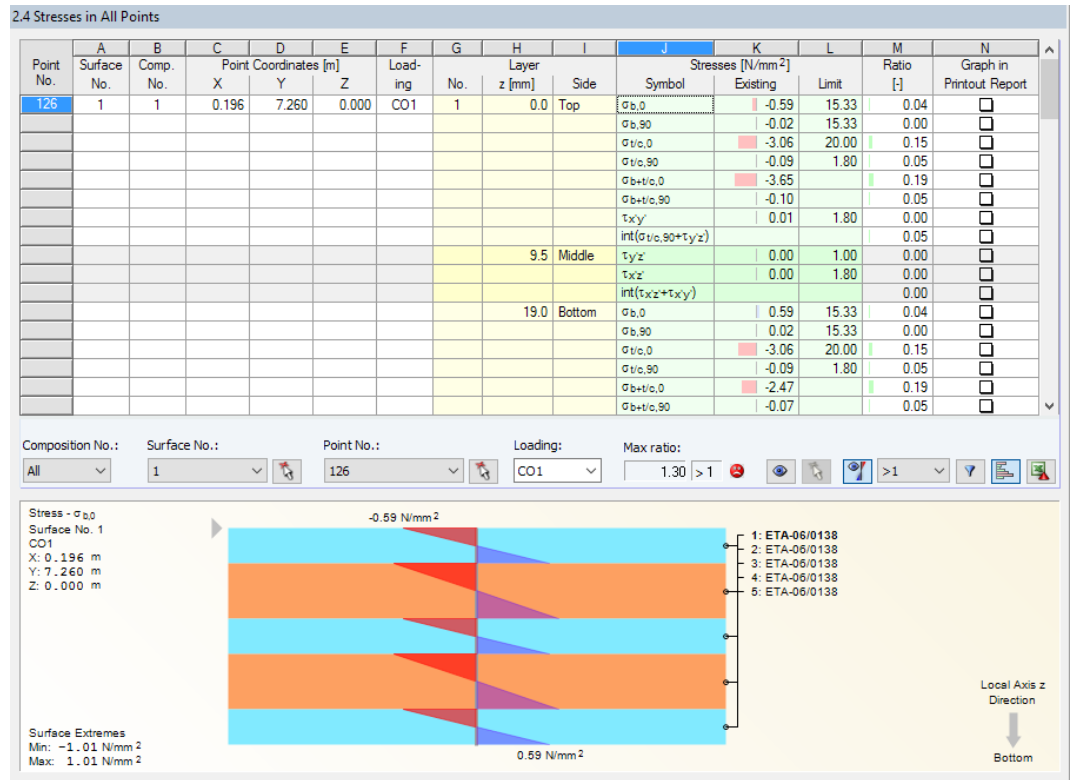 2.4 Stresses in All Points
A B C D E F G H I J K L M N
Point Surface Comp. Point Coordinates [m] Load- Layer Stresses [N/mm²] Ratio Graph in
No. No. No. X Y Z ing No. z [mm] Side Symbol Existing Limit [-] Printout Report
126 1 1 0.196 7.260 0.000 CO1 1 0.0 Top σb,0 -0.59 15.33 0.04
σb,90 -0.02 15.33 0.00
σt/c,0 -3.06 20.00 0.15
σt/c,90 -0.09 1.80 0.05
σb+t/c,0 -3.65 0.19
σb+t/c,90 -0.10 0.05
τx'y' 0.01 1.80 0.00
int(σt/c,90+τy'z') 0.05
9.5 Middle τy'z' 0.00 1.00 0.00
τx'z' 0.00 1.80 0.00
int(τx'z'+τx'y') 0.00
19.0 Bottom σb,0 0.59 15.33 0.04
σb,90 0.02 15.33 0.00
σt/c,0 -3.06 20.00 0.15
σt/c,90 -0.09 1.80 0.05
σb+t/c,0 -2.47 0.19
σb+t/c,90 -0.07 0.05
Composition No.: Surface No.: Point No.: Loading: Max ratio:
All 1 126 CO1 1.30 > 1 >1
Stress - σb,0
Surface No. 1
CO1
X: 0.196 m
Y: 7.260 m
Z: 0.000 m
-0.59 N/mm²
1: ETA-06/0138
2: ETA-06/0138
3: ETA-06/0138
4: ETA-06/0138
5: ETA-06/0138
Local Axis z
Direction
Bottom
Surface Extremes
Min: -1.01 N/mm²
Max: 1.01 N/mm²
0.59 N/mm²